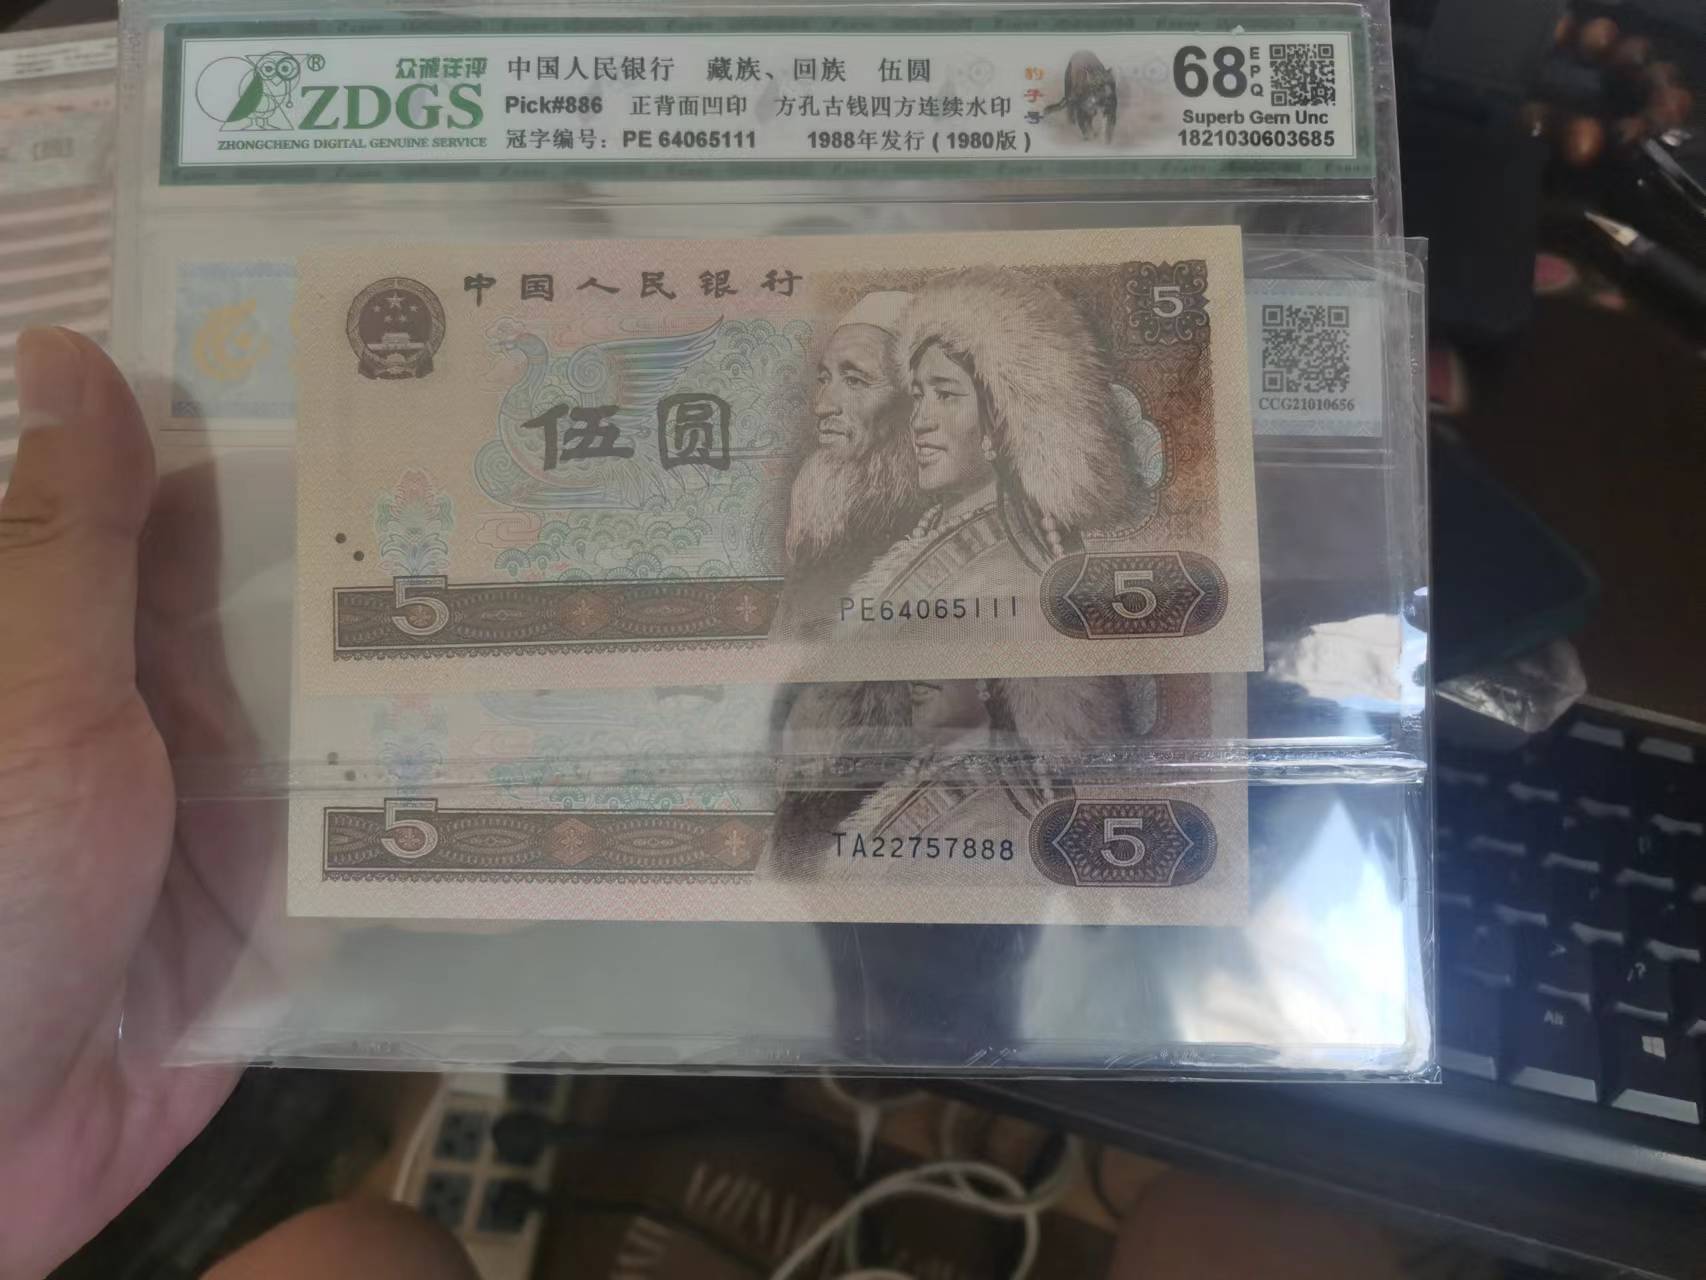 众诚评评 ZDGS ®
ZHONGCHENG DIGITAL GENUINE SERVICE
中国人民银行 藏族、回族 伍圆
Pick#886 正背面凹印 方孔古钱四方连续水印
冠字编号: PE 64065111 1988年发行 ( 1980版 )
豹子号
68 EPQ
Superb Gem Unc
1821030603685
中国人民银行
5
伍圆
CCG21010656
5
PE64065111
5
5
TA22757888
5
Alt